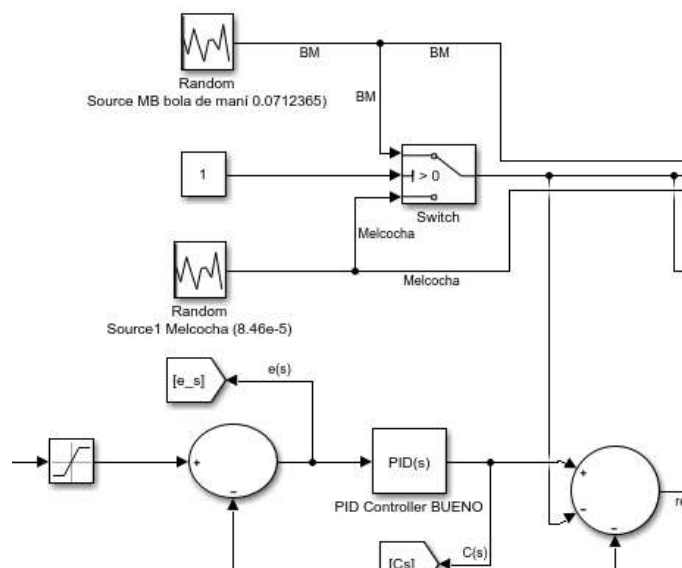 BM
BM
Random
Source MB bola de maní 0.0712365)
BM
1
> 0
Switch
Melcocha
Melcocha
Random
Source1 Melcocha (8.46e-5)
[e_s]
e(s)
+
−
PID(s)
PID Controller BUENO
+
−
−
re
[Cs]
C(s)